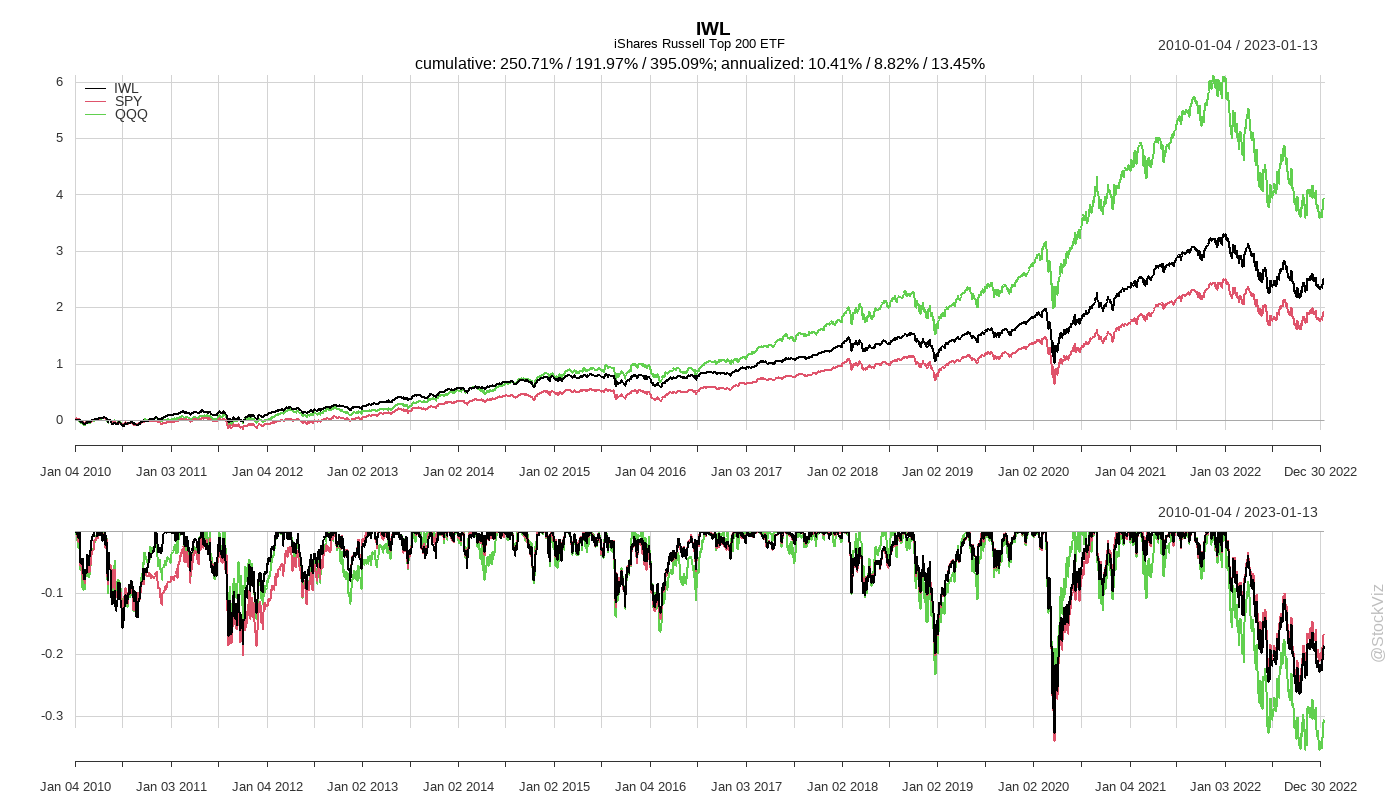 IWL
iShares Russell Top 200 ETF
2010-01-04 / 2023-01-13
cumulative: 250.71% / 191.97% / 395.09%; annualized: 10.41% / 8.82% / 13.45%
6
IWL
SPY
QQQ
5
4
3
2
1
0
Jan 04 2010 Jan 03 2011 Jan 04 2012 Jan 02 2013 Jan 02 2014 Jan 02 2015 Jan 04 2016 Jan 03 2017 Jan 02 2018 Jan 02 2019 Jan 02 2020 Jan 04 2021 Jan 03 2022 Dec 30 2022
2010-01-04 / 2023-01-13
-0.1
-0.2
-0.3
@StockViz
Jan 04 2010 Jan 03 2011 Jan 04 2012 Jan 02 2013 Jan 02 2014 Jan 02 2015 Jan 04 2016 Jan 03 2017 Jan 02 2018 Jan 02 2019 Jan 02 2020 Jan 04 2021 Jan 03 2022 Dec 30 2022